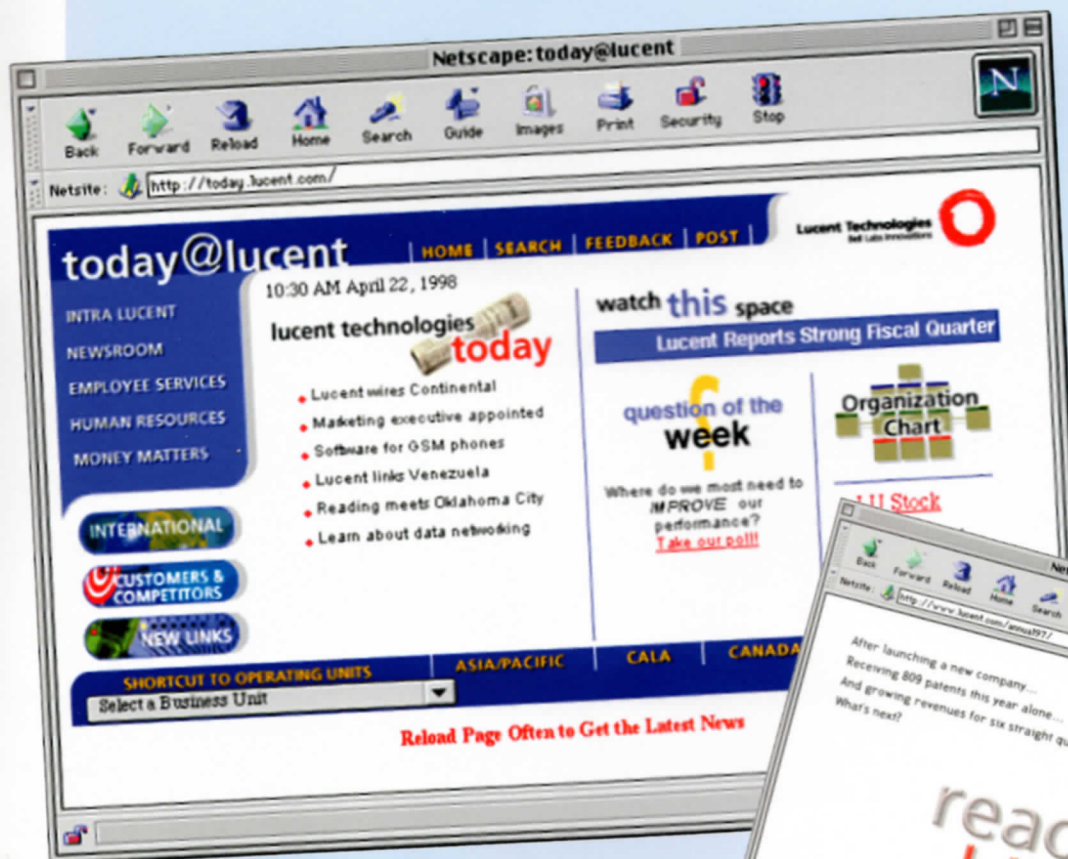 Netscape: today@lucent
Back Forward Reload Home Search Guide Images Print Security Stop
N
Netsite: http://today.lucent.com/
today@lucent
HOME | SEARCH | FEEDBACK | POST |
Lucent Technologies
Bell Labs Innovations
INTRA LUCENT
NEWSROOM
EMPLOYEE SERVICES
HUMAN RESOURCES
MONEY MATTERS
INTERNATIONAL
CUSTOMERS &
COMPETITORS
NEW LINKS
10:30 AM April 22, 1998
lucent technologies
today
Lucent wires Continental
Marketing executive appointed
Software for GSM phones
Lucent links Venezuela
Reading meets Oklahoma City
Learn about data networking
watch this space
Lucent Reports Strong Fiscal Quarter
question of the
week
Where do we most need to
IMPROVE our
performance?
Take our poll!
Organization
Chart
LU Stock
SHORTCUT TO OPERATING UNITS | ASIA/PACIFIC | CALA | CANADA
Select a Business Unit
Reload Page Often to Get the Latest News
Back Forward Reload Home Search
Netsite: http://www.lucent.com/annual97/
After launching a new company...
Receiving 809 patents this year alone...
And growing revenues for six straight
What's next?